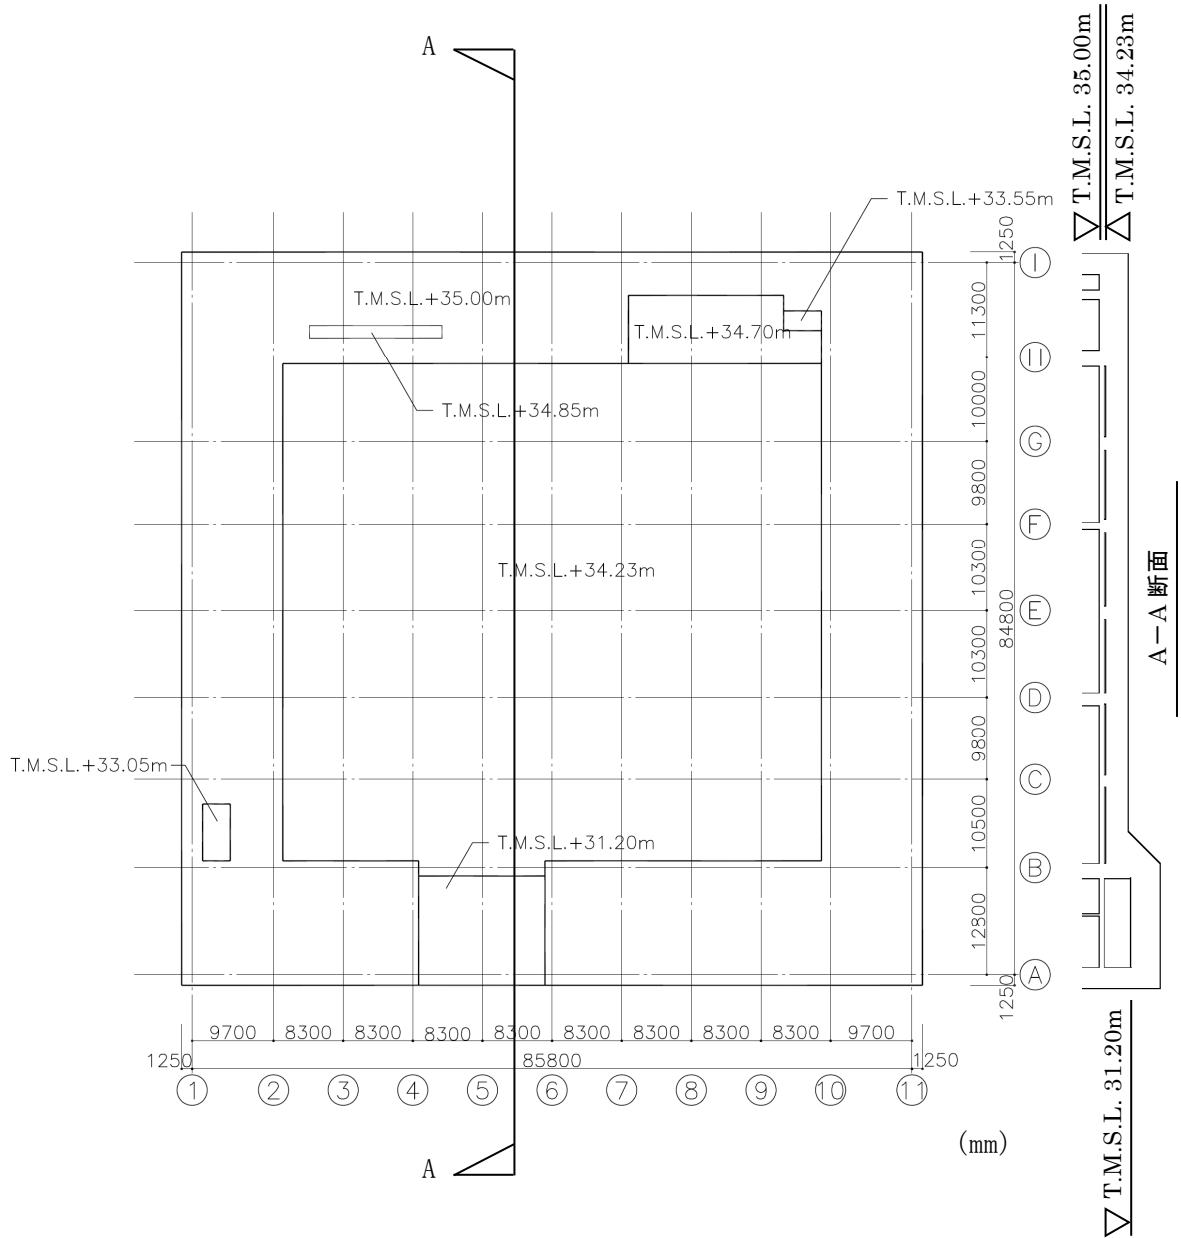 A
T.M.S.L. 35.00m
T.M.S.L. 34.23m
T.M.S.L.+33.55m
1250
I
T.M.S.L.+35.00m
T.M.S.L.+34.70m
11300
H
T.M.S.L.+34.85m
10000
G
9800
F
T.M.S.L.+34.23m
10300
A－A 断面
E
84800
10300
D
T.M.S.L.+33.05m
9800
C
T.M.S.L.+31.20m
10500
B
12800
A
1250
9700 8300 8300 8300 8300 8300 8300 8300 8300 9700
1250 85800 1250
1 2 3 4 5 6 7 8 9 10 11
T.M.S.L. 31.20m
(mm)
A